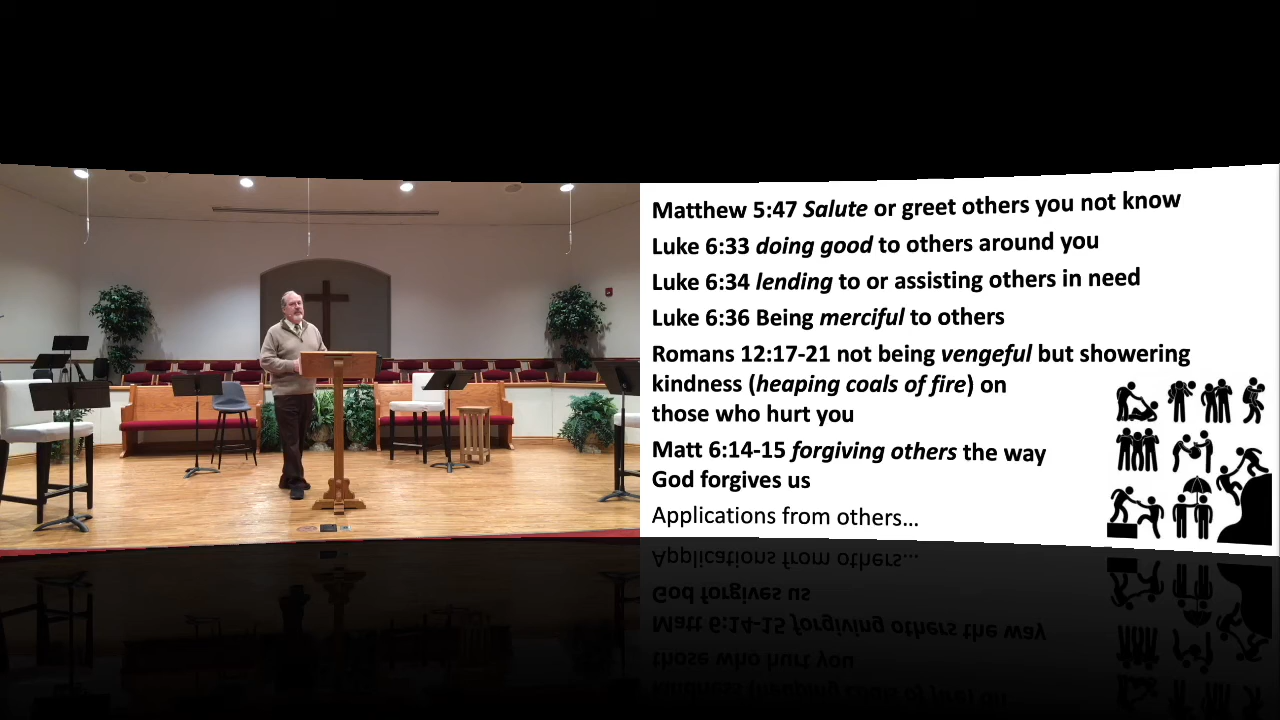 Matthew 5:47 Salute or greet others you not know
Luke 6:33 doing good to others around you
Luke 6:34 lending to or assisting others in need
Luke 6:36 Being merciful to others
Romans 12:17-21 not being vengeful but showering
kindness (heaping coals of fire) on
those who hurt you
Matt 6:14-15 forgiving others the way
God forgives us
Applications from others...